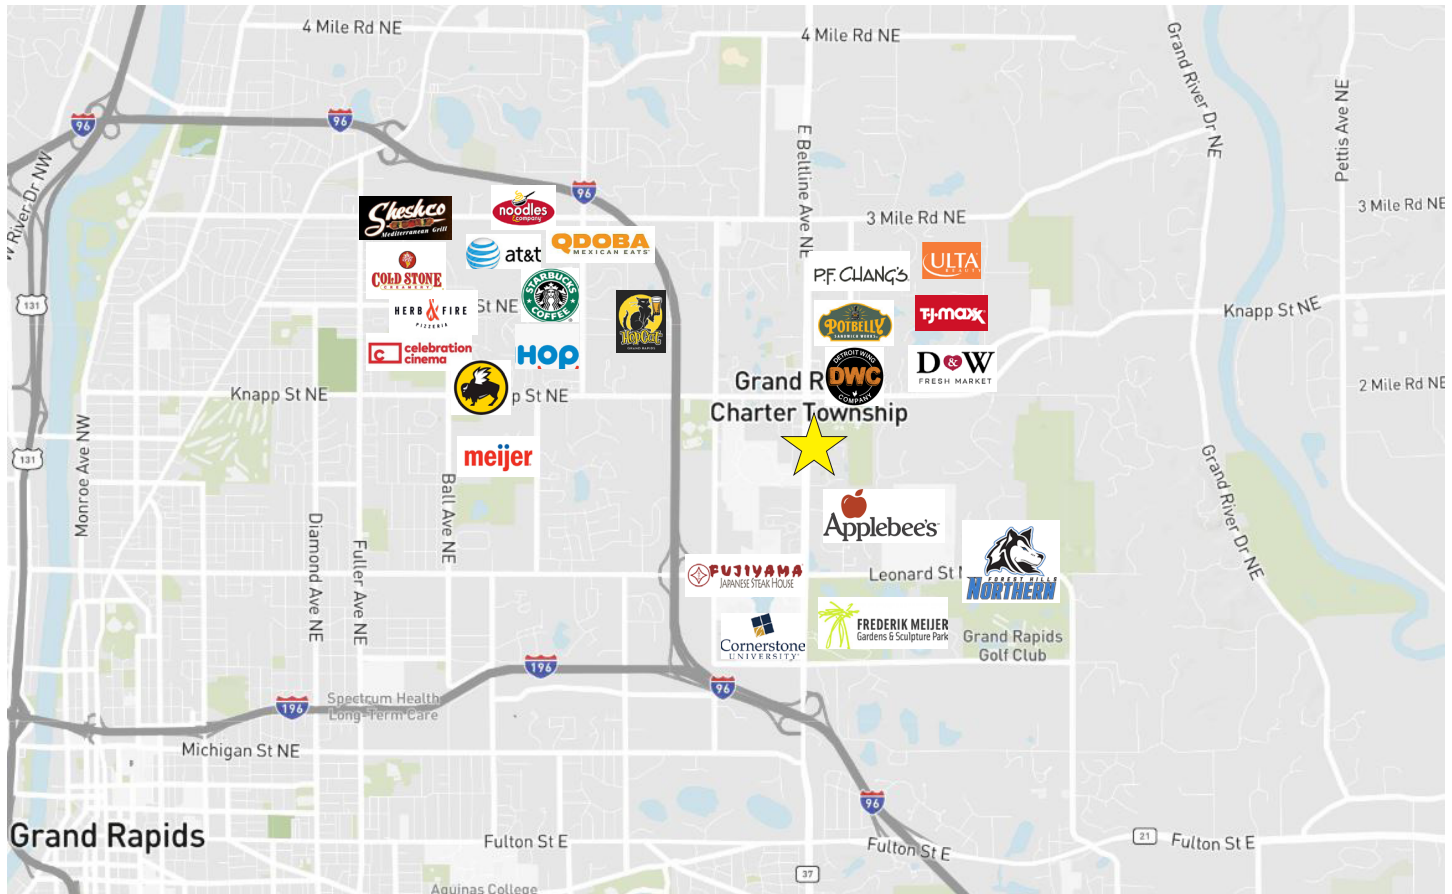 4 Mile Rd NE
4 Mile Rd NE
Grand River Dr NE
Pettis Ave NE
96
96
E Beltline Ave NE
W River Dr NW
96
Sheshco
GRILL
Mediterranean Grill
noodles
& company
3 Mile Rd NE
3 Mile Rd NE
at&t
QDOBA
MEXICAN EATS
P.F. CHANG'S
ULTA
BEAUTY
COLD STONE
CREAMERY
STARBUCKS
COFFEE
St NE
131
HERB & FIRE
PIZZERIA
HOPCAT
GRAND RAPIDS
POTBELLY
SANDWICH WORKS
T·J·maxx
Knapp St NE
c celebration
cinema
HOP
DETROIT WING
DWC
COMPANY
D&W
FRESH MARKET
Grand R
2 Mile Rd NE
Knapp St NE
p St NE
Charter Township
Monroe Ave NW
131
meijer
Ball Ave NE
Grand River Dr NE
Applebee's
Diamond Ave NE
Fuller Ave NE
FUJIYAMA
JAPANESE STEAK HOUSE
Leonard St N
FOREST HILLS
NORTHERN
Cornerstone
UNIVERSITY
FREDERIK MEIJER
Gardens & Sculpture Park
Grand Rapids
Golf Club
196
96
Spectrum Health
Long-Term Care
196
Michigan St NE
96
Grand Rapids
Fulton St E
Fulton St E
21
Fulton St E
37
Aquinas College